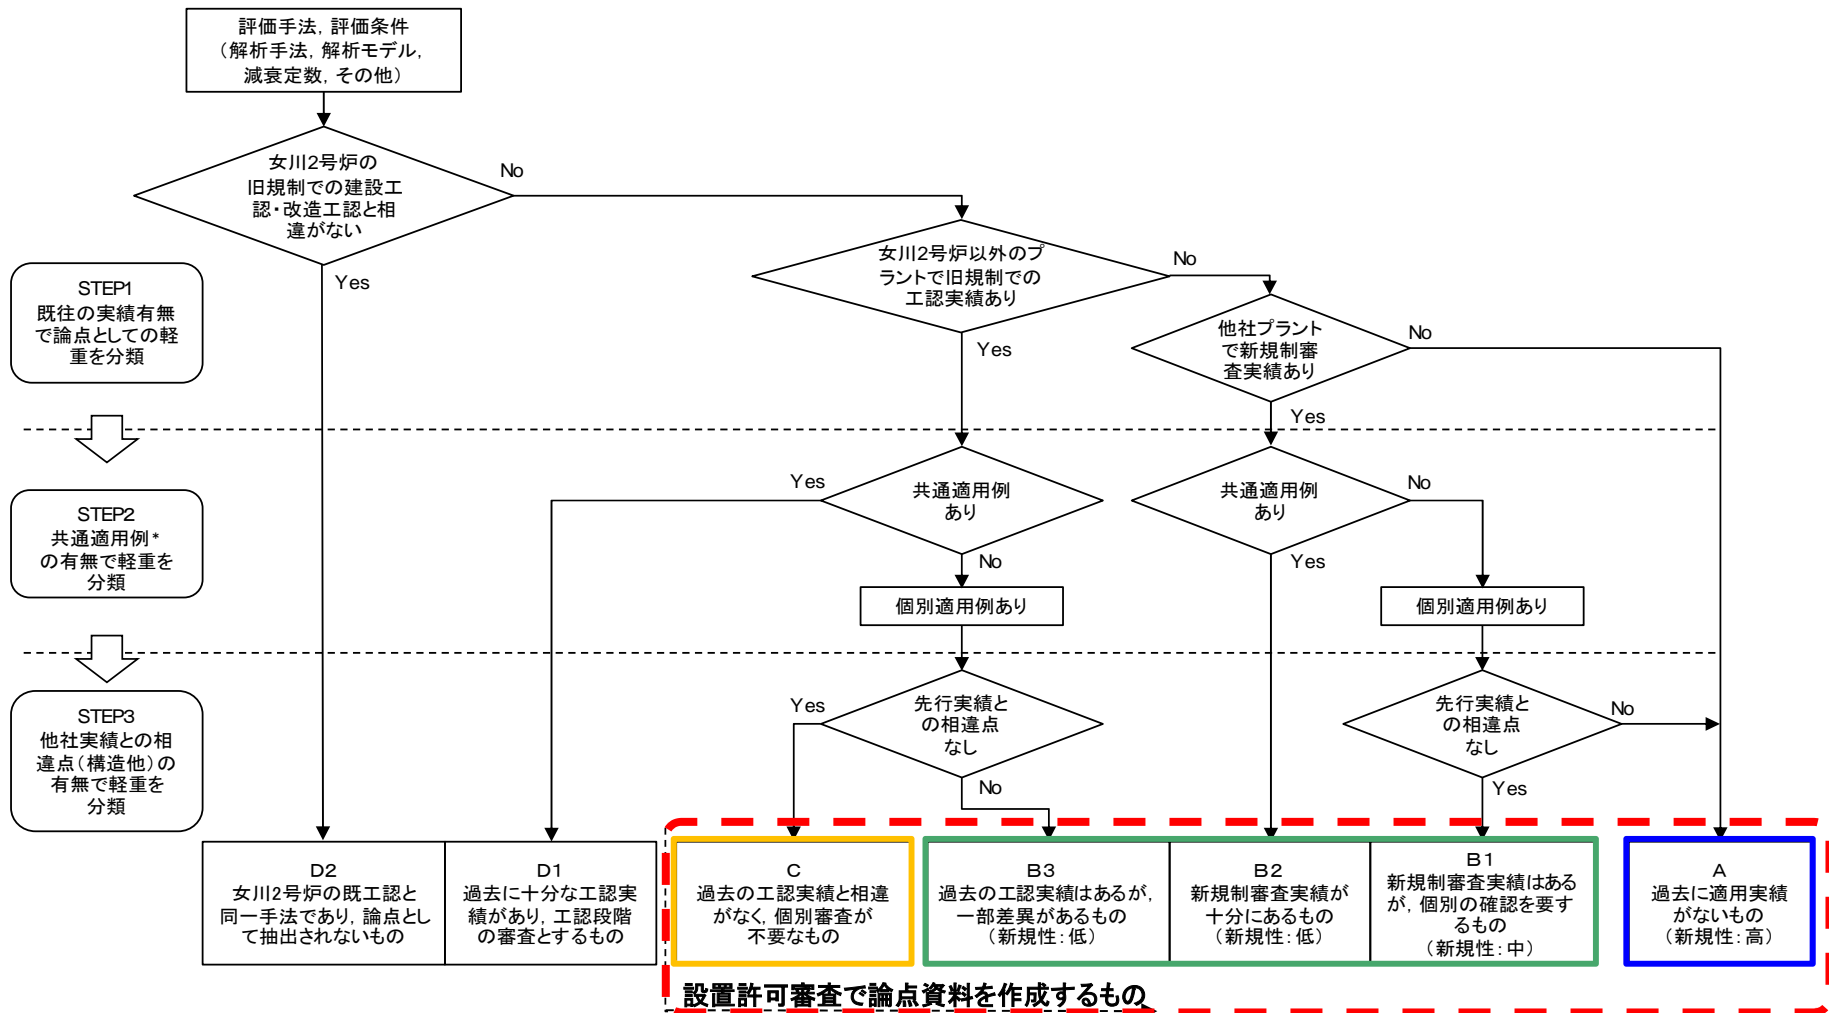 評価手法，評価条件
（解析手法，解析モデル，
減衰定数，その他）
女川2号炉の
旧規制での建設工
認・改造工認と相
違がない
No
Yes
女川2号炉以外のプ
ラントで旧規制での
工認実績あり
No
Yes
他社プラント
で新規制審
査実績あり
No
Yes
STEP1
既往の実績有無
で論点としての軽
重を分類
STEP2
共通適用例*
の有無で軽重を
分類
共通適用例
あり
Yes
No
共通適用例
あり
No
Yes
個別適用例あり
個別適用例あり
STEP3
他社実績との相
違点（構造他）の
有無で軽重を
分類
先行実績と
の相違点
なし
Yes
No
先行実績と
の相違点
なし
No
Yes
D2
女川2号炉の既工認と
同一手法であり，論点とし
て抽出されないもの
D1
過去に十分な工認実
績があり，工認段階
の審査とするもの
C
過去の工認実績と相違
がなく，個別審査が
不要なもの
B3
過去の工認実績はあるが，
一部差異があるもの
（新規性：低）
B2
新規制審査実績が
十分にあるもの
（新規性：低）
B1
新規制審査実績はある
が，個別の確認を要す
るもの
（新規性：中）
A
過去に適用実績
がないもの
（新規性：高）
設置許可審査で論点資料を作成するもの